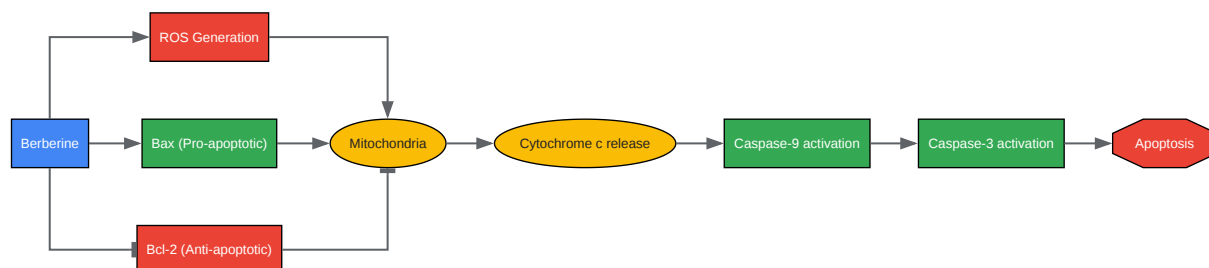 ROS Generation
Berberine
Bax (Pro-apoptotic)
Mitochondria
Cytochrome c release
Caspase-9 activation
Caspase-3 activation
Apoptosis
Bcl-2 (Anti-apoptotic)